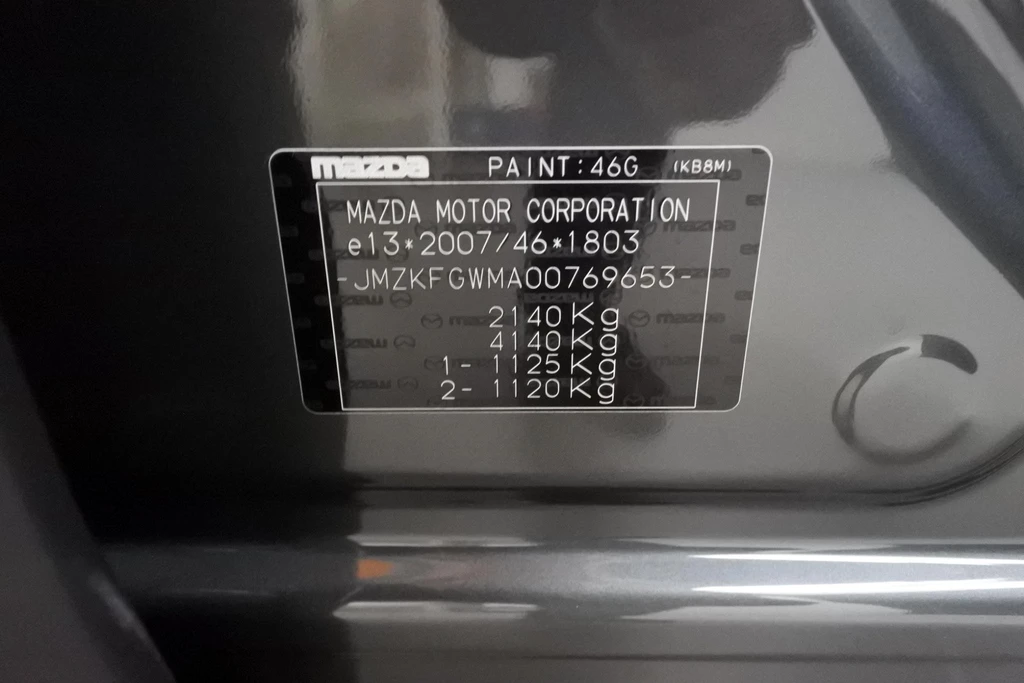 mazda PAINT:46G (KB8M)
MAZDA MOTOR CORPORATION
e13*2007/46*1803
-JMZKFGWMA00769653-
2140Kg
4140Kg
1- 1125Kg
2- 1120Kg